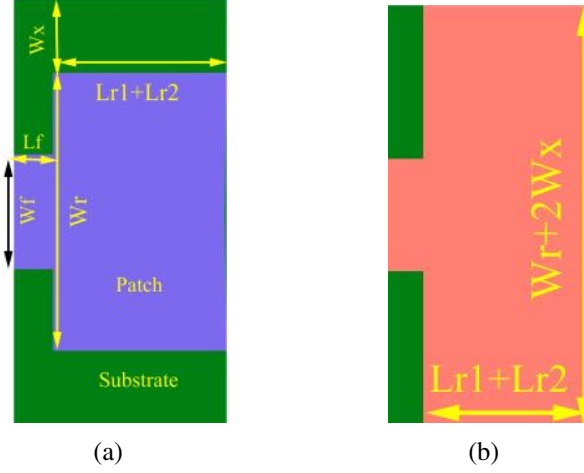 Wx
Lr1+Lr2
Lf
Wf
Wr
Patch
Substrate
(a)
Wr+2Wx
Lr1+Lr2
(b)